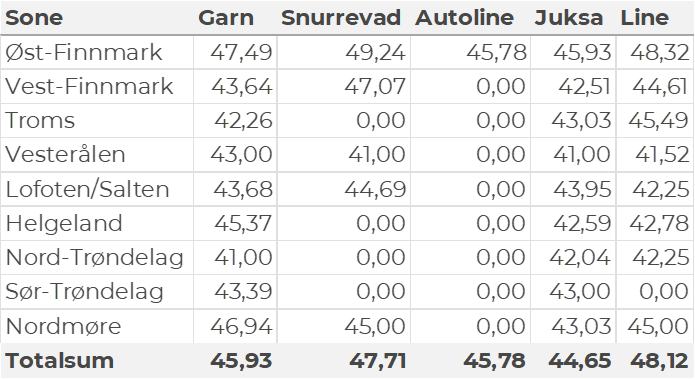 Sone Garn Snurrevad Autoline Juksa Line
Øst-Finnmark 47,49 49,24 45,78 45,93 48,32
Vest-Finnmark 43,64 47,07 0,00 42,51 44,61
Troms 42,26 0,00 0,00 43,03 45,49
Vesterålen 43,00 41,00 0,00 41,00 41,52
Lofoten/Salten 43,68 44,69 0,00 43,95 42,25
Helgeland 45,37 0,00 0,00 42,59 42,78
Nord-Trøndelag 41,00 0,00 0,00 42,04 42,25
Sør-Trøndelag 43,39 0,00 0,00 43,00 0,00
Nordmøre 46,94 45,00 0,00 43,03 45,00
Totalsum 45,93 47,71 45,78 44,65 48,12